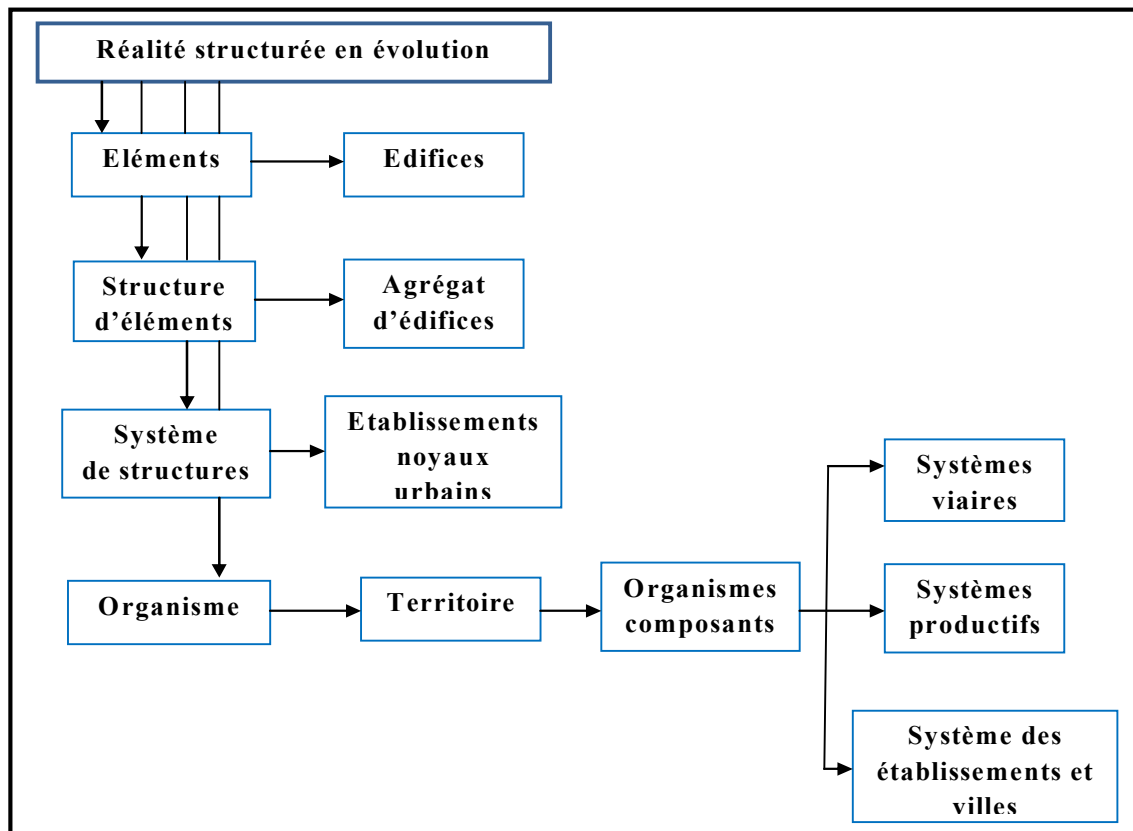 Réalité structurée en évolution
Eléments
Edifices
Structure
d’éléments
Agrégat
d’édifices
Système
de structures
Etablissements
noyaux
urbains
Systèmes
viaires
Organisme
Territoire
Organismes
composants
Systèmes
productifs
Système des
établissements et
villes